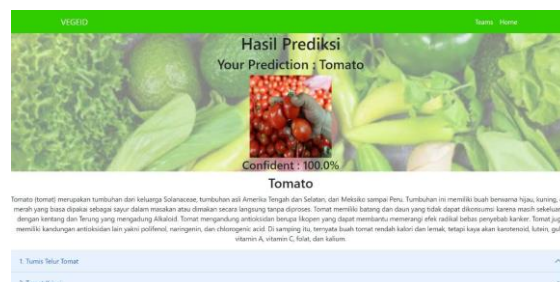 VEGEID
Teams Home
Hasil Prediksi
Your Prediction : Tomato
Confident : 100.0%
Tomato
Tomato (tomat) merupakan tumbuhan dari keluarga Solanaceae, tumbuhan asli Amerika Tengah dan Selatan, dari Meksiko sampai Peru. Tumbuhan ini memiliki buah berwarna hijau, kuning,
merah yang biasa dipakai sebagai sayur dalam masakan atau dimakan secara langsung tanpa diproses. Tomat memiliki batang dan daun yang tidak dapat dikonsumsi karena masih sekeluar
dengan kentang dan Terung yang mengadung Alkaloid. Tomat mengandung antioksidan berupa likopen yang dapat membantu memerangi efek radikal bebas penyebab kanker. Tomat jug
memiliki kandungan antioksidan lain yakni polifenol, naringenin, dan chlorogenic acid. Di samping itu, ternyata buah tomat rendah kalori dan lemak, tetapi kaya akan karotenoid, lutein, gul
vitamin A, vitamin C, folat, dan kalium.
1. Tumis Telur Tomat